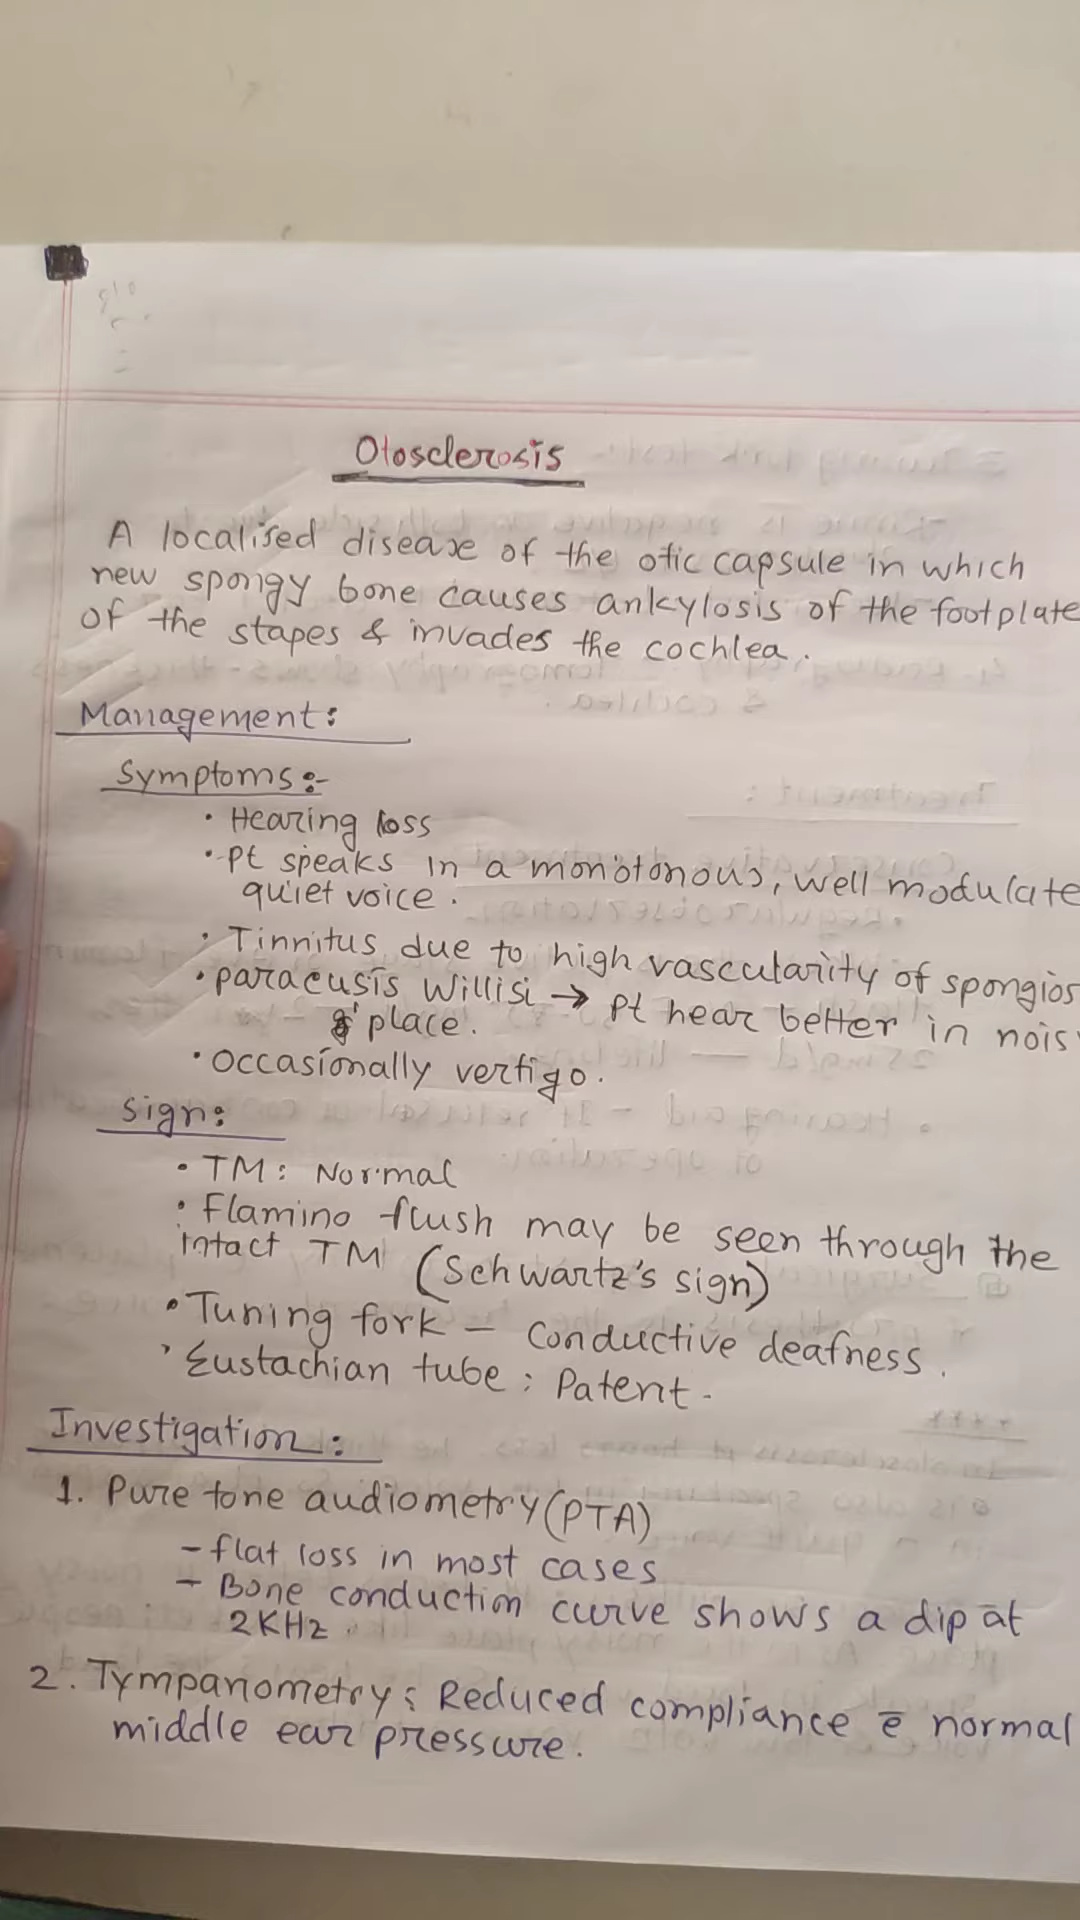 Otosclerosis
A localised disease of the otic capsule in which
new spongy bone causes ankylosis of the footplate
of the stapes & invades the cochlea.
Management:
Symptoms:-
• Hearing loss
• Pt speaks in a monotonous, well modulate
quiet voice.
• Tinnitus due to high vascularity of spongios
• paracusis willisi → pt hear better in nois
place.
• Occasionally vertigo.
Sign:
• TM: Normal
• Flamino flush may be seen through the
intact TM (Schwartz's sign)
• Tuning fork – Conductive deafness.
• Eustachian tube: Patent.
Investigation:
1. Pure tone audiometry (PTA)
– flat loss in most cases
– Bone conduction curve shows a dip at
2KHz.
2. Tympanometry: Reduced compliance c̄ normal
middle ear pressure.